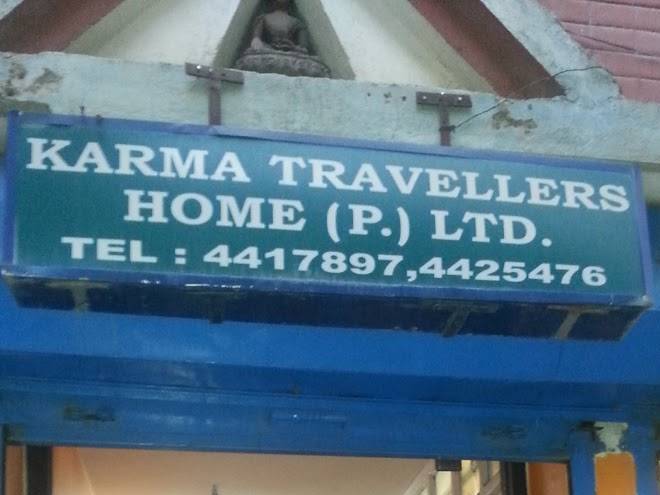 KARMA TRAVELLERS
HOME (P.) LTD.
TEL : 4417897,4425476